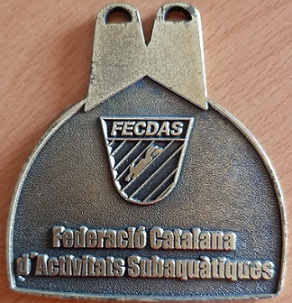 FECDAS
Federació Catalana
d'Activitats Subaquàtiques